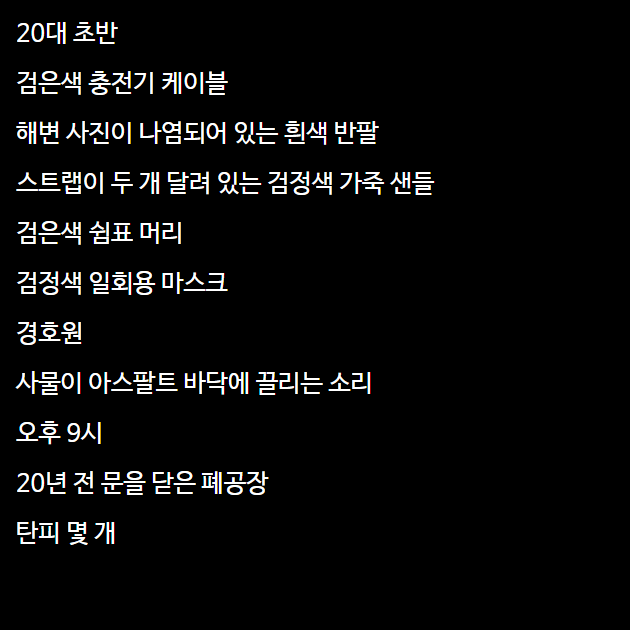 20대 초반
검은색 충전기 케이블
해변 사진이 나염되어 있는 흰색 반팔
스트랩이 두 개 달려 있는 검정색 가죽 샌들
검은색 쉼표 머리
검정색 일회용 마스크
경호원
사물이 아스팔트 바닥에 끌리는 소리
오후 9시
20년 전 문을 닫은 폐공장
탄피 몇 개